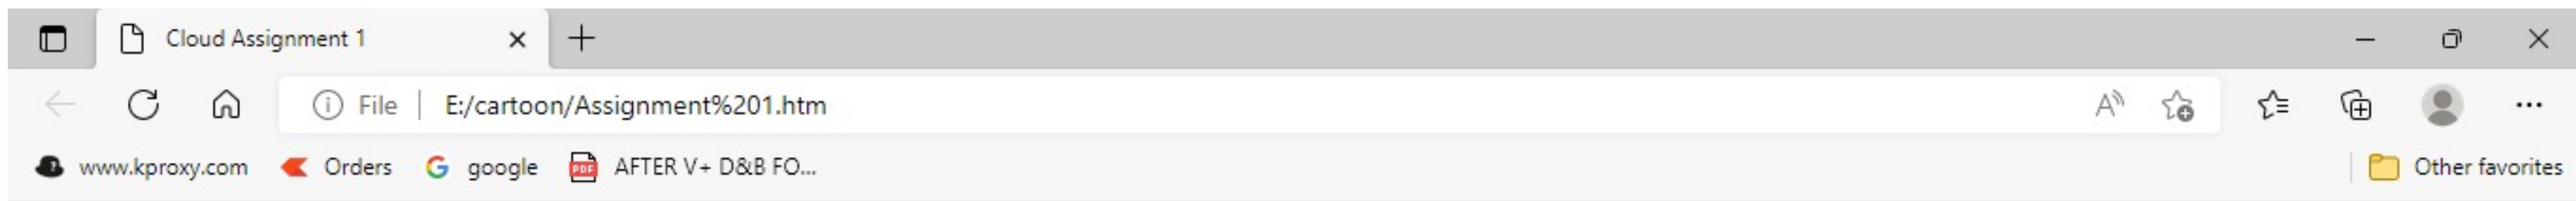 Cloud Assignment 1
File E:/cartoon/Assignment%201.htm
www.kproxy.com Orders google AFTER V+ D&B FO... Other favorites